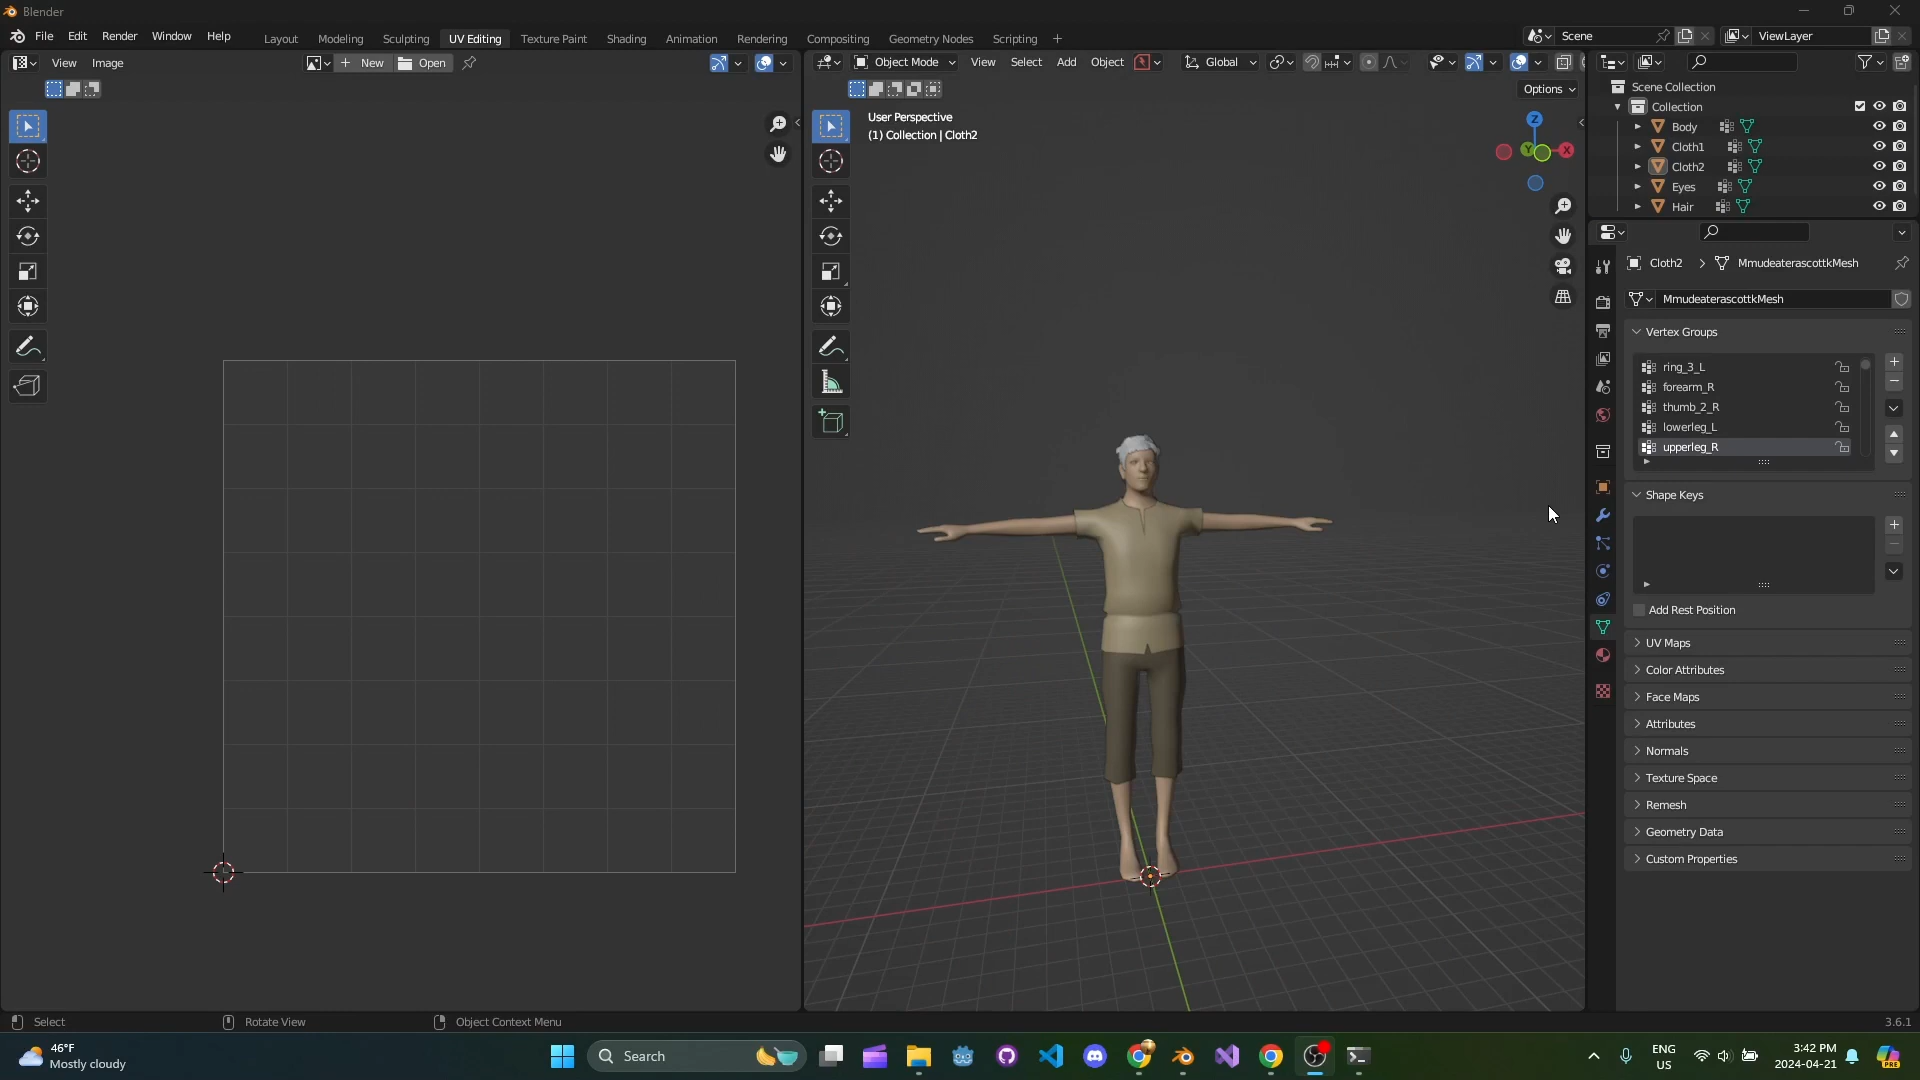 Blender
File Edit Render Window Help
Layout Modeling Sculpting UV Editing Texture Paint Shading Animation Rendering Compositing Geometry Nodes Scripting +
Scene
ViewLayer
View Image
New
Open
Object Mode
View Select Add Object
Global
Options
User Perspective
(1) Collection | Cloth2
Z
Y
X
Scene Collection
Collection
Body
Cloth1
Cloth2
Eyes
Hair
Cloth2 > MmudeaterascottkMesh
MmudeaterascottkMesh
Vertex Groups
ring_3_L
forearm_R
thumb_2_R
lowerleg_L
upperleg_R
Shape Keys
Add Rest Position
UV Maps
Color Attributes
Face Maps
Attributes
Normals
Texture Space
Remesh
Geometry Data
Custom Properties
Select
Rotate View
Object Context Menu
3.6.1
46°F
Mostly cloudy
Search
ENG
US
3:42 PM
2024-04-21
PRE